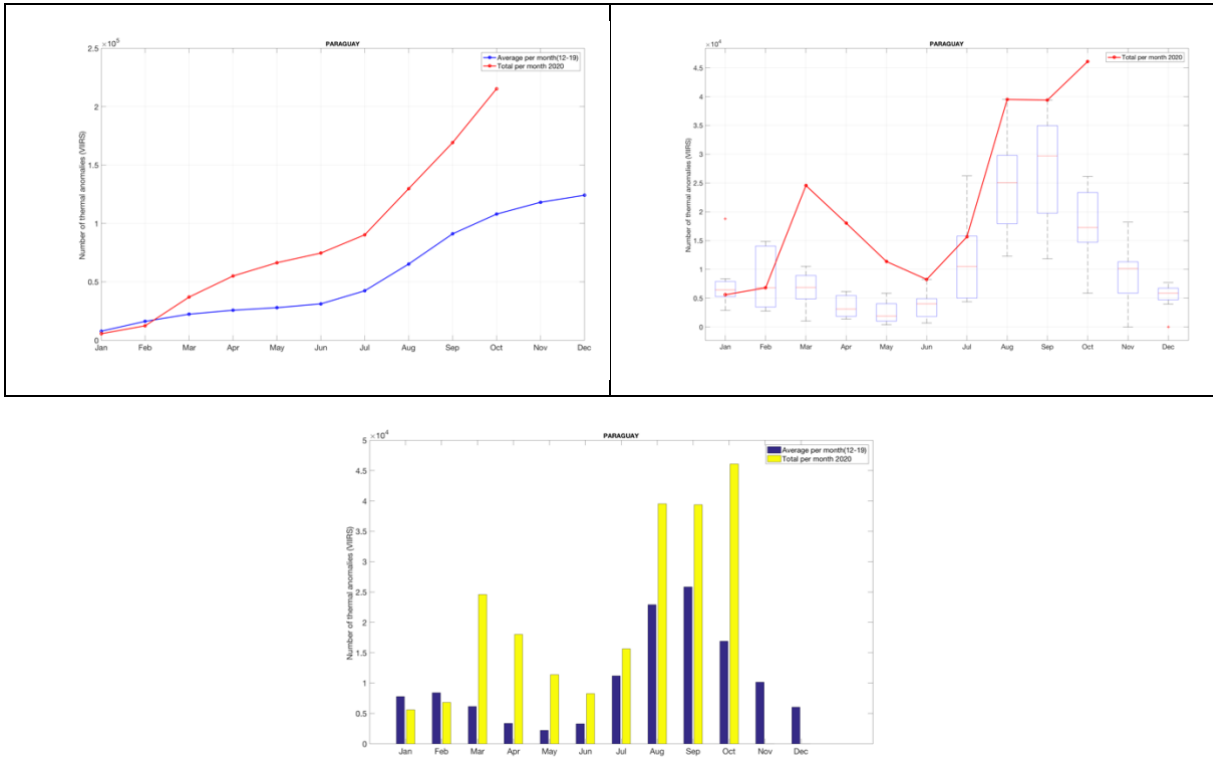 PARAGUAY
×10⁵
2.5
2
1.5
1
0.5
0
Number of thermal anomalies (VIIRS)
Average per month(12-19)
Total per month 2020
Jan Feb Mar Apr May Jun Jul Aug Sep Oct Nov Dec
PARAGUAY
×10⁴
4.5
4
3.5
3
2.5
2
1.5
1
0.5
0
Number of thermal anomalies (VIIRS)
Total per month 2020
Jan Feb Mar Apr May Jun Jul Aug Sep Oct Nov Dec
PARAGUAY
×10⁴
5
4.5
4
3.5
3
2.5
2
1.5
1
0.5
0
Number of thermal anomalies (VIIRS)
Average per month(12-19)
Total per month 2020
Jan Feb Mar Apr May Jun Jul Aug Sep Oct Nov Dec